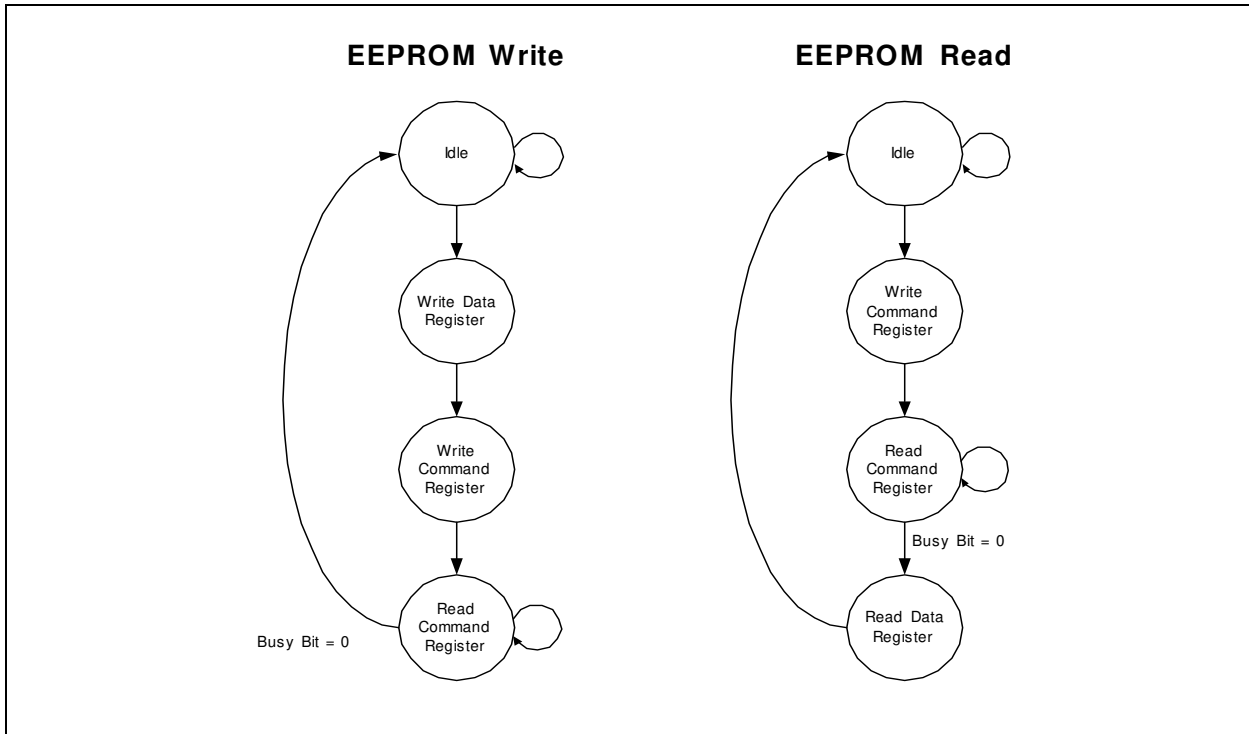 EEPROM Write
Idle
Write Data
Register
Write
Command
Register
Read
Command
Register
Busy Bit = 0
EEPROM Read
Idle
Write
Command
Register
Read
Command
Register
Busy Bit = 0
Read Data
Register